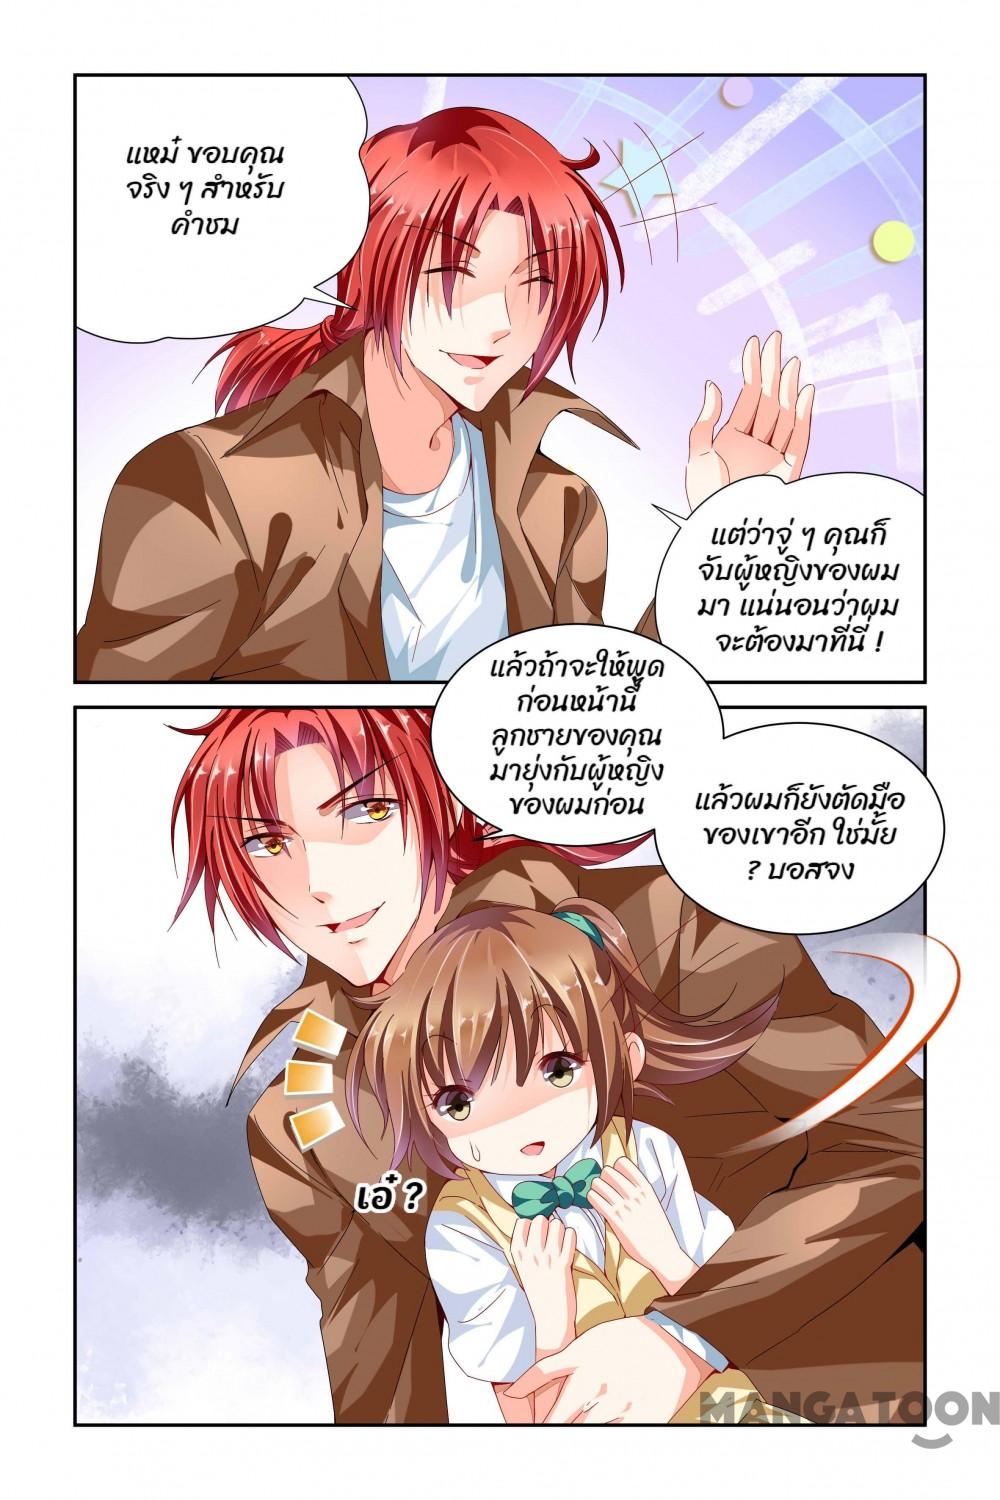 แหม๋ ขอบคุณ
จริง ๆ สำหรับ
คำชม
แต่ว่าจู่ ๆ คุณก็
จับผู้หญิงของผม
มา แน่นอนว่าผม
จะต้องมาที่นี่ !
แล้วถ้าจะให้พูด
ก่อนหน้านี้
ลูกชายของคุณ
มายุ่งกับผู้หญิง
ของผมก่อน
แล้วผมก็ยังตัดมือ
ของเขาอีก ใช่มั้ย
? บอสจง
เอ๋ ?
MANGATOON